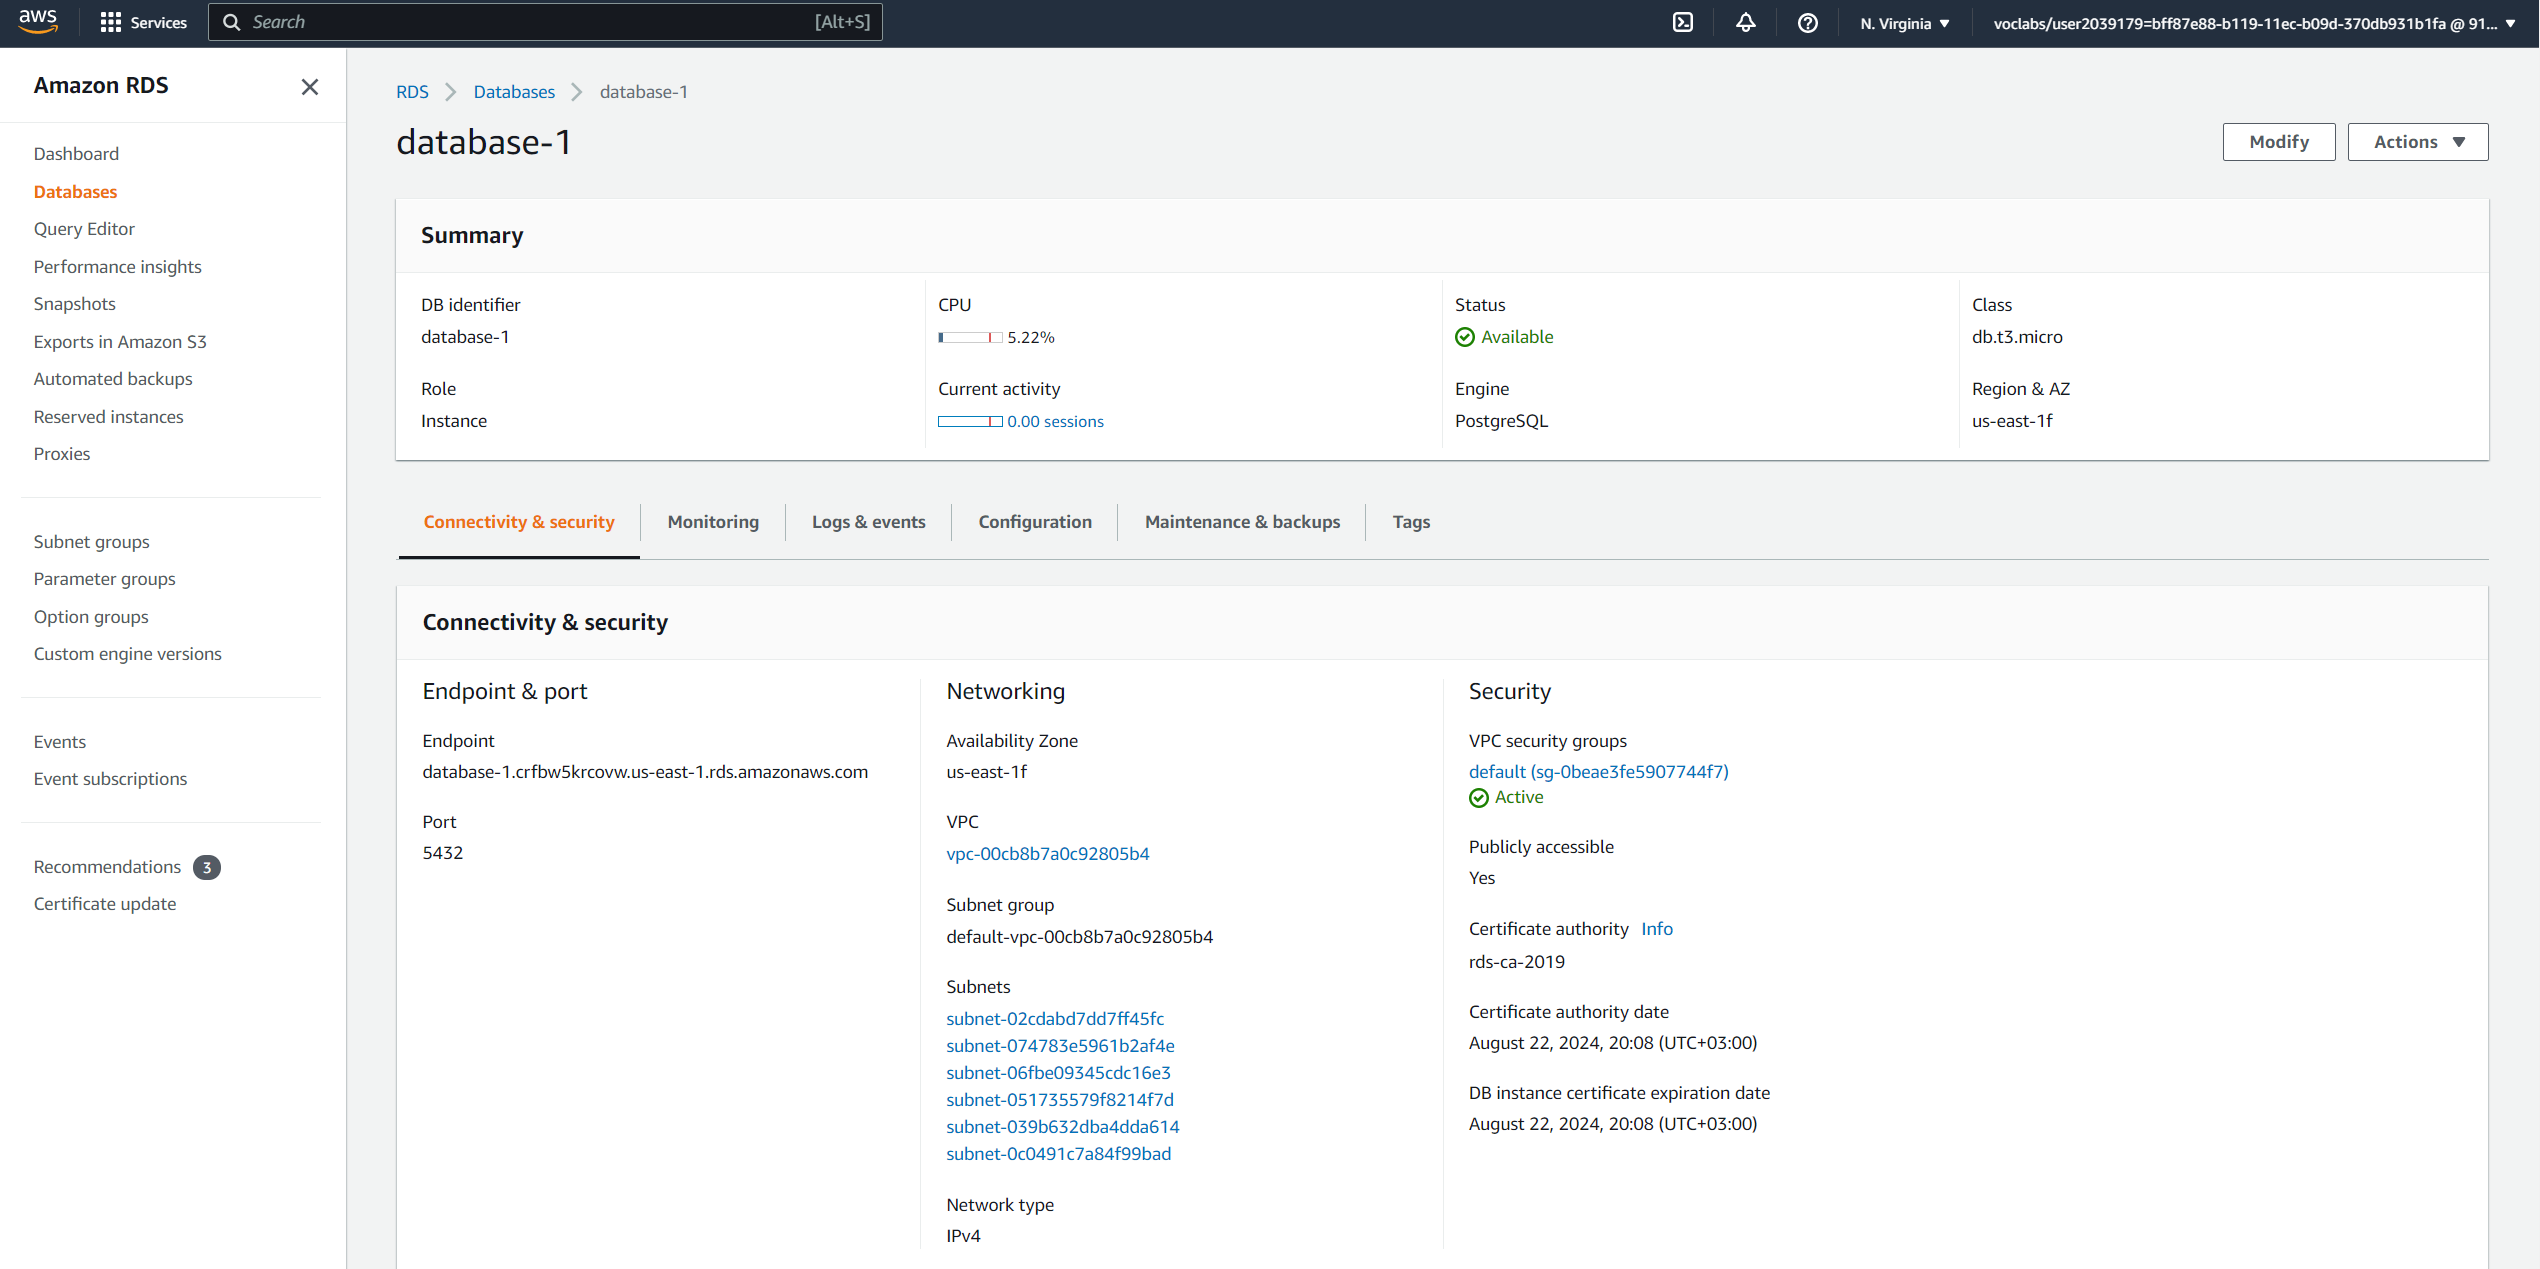 aws
Services
Search
[Alt+S]
N. Virginia
voclabs/user2039179=bff87e88-b119-11ec-b09d-370db931b1fa @ 91...
Amazon RDS
Dashboard
Databases
Query Editor
Performance insights
Snapshots
Exports in Amazon S3
Automated backups
Reserved instances
Proxies
Subnet groups
Parameter groups
Option groups
Custom engine versions
Events
Event subscriptions
Recommendations 3
Certificate update
RDS > Databases > database-1
database-1
Modify
Actions
Summary
DB identifier
database-1
Role
Instance
CPU
5.22%
Current activity
0.00 sessions
Status
Available
Engine
PostgreSQL
Class
db.t3.micro
Region & AZ
us-east-1f
Connectivity & security
Monitoring
Logs & events
Configuration
Maintenance & backups
Tags
Connectivity & security
Endpoint & port
Endpoint
database-1.crfbw5krcovw.us-east-1.rds.amazonaws.com
Port
5432
Networking
Availability Zone
us-east-1f
VPC
vpc-00cb8b7a0c92805b4
Subnet group
default-vpc-00cb8b7a0c92805b4
Subnets
subnet-02cdabd7dd7ff45fc
subnet-074783e5961b2af4e
subnet-06fbe09345cdc16e3
subnet-051735579f8214f7d
subnet-039b632dba4dda614
subnet-0c0491c7a84f99bad
Network type
IPv4
Security
VPC security groups
default (sg-0beae3fe5907744f7)
Active
Publicly accessible
Yes
Certificate authority Info
rds-ca-2019
Certificate authority date
August 22, 2024, 20:08 (UTC+03:00)
DB instance certificate expiration date
August 22, 2024, 20:08 (UTC+03:00)